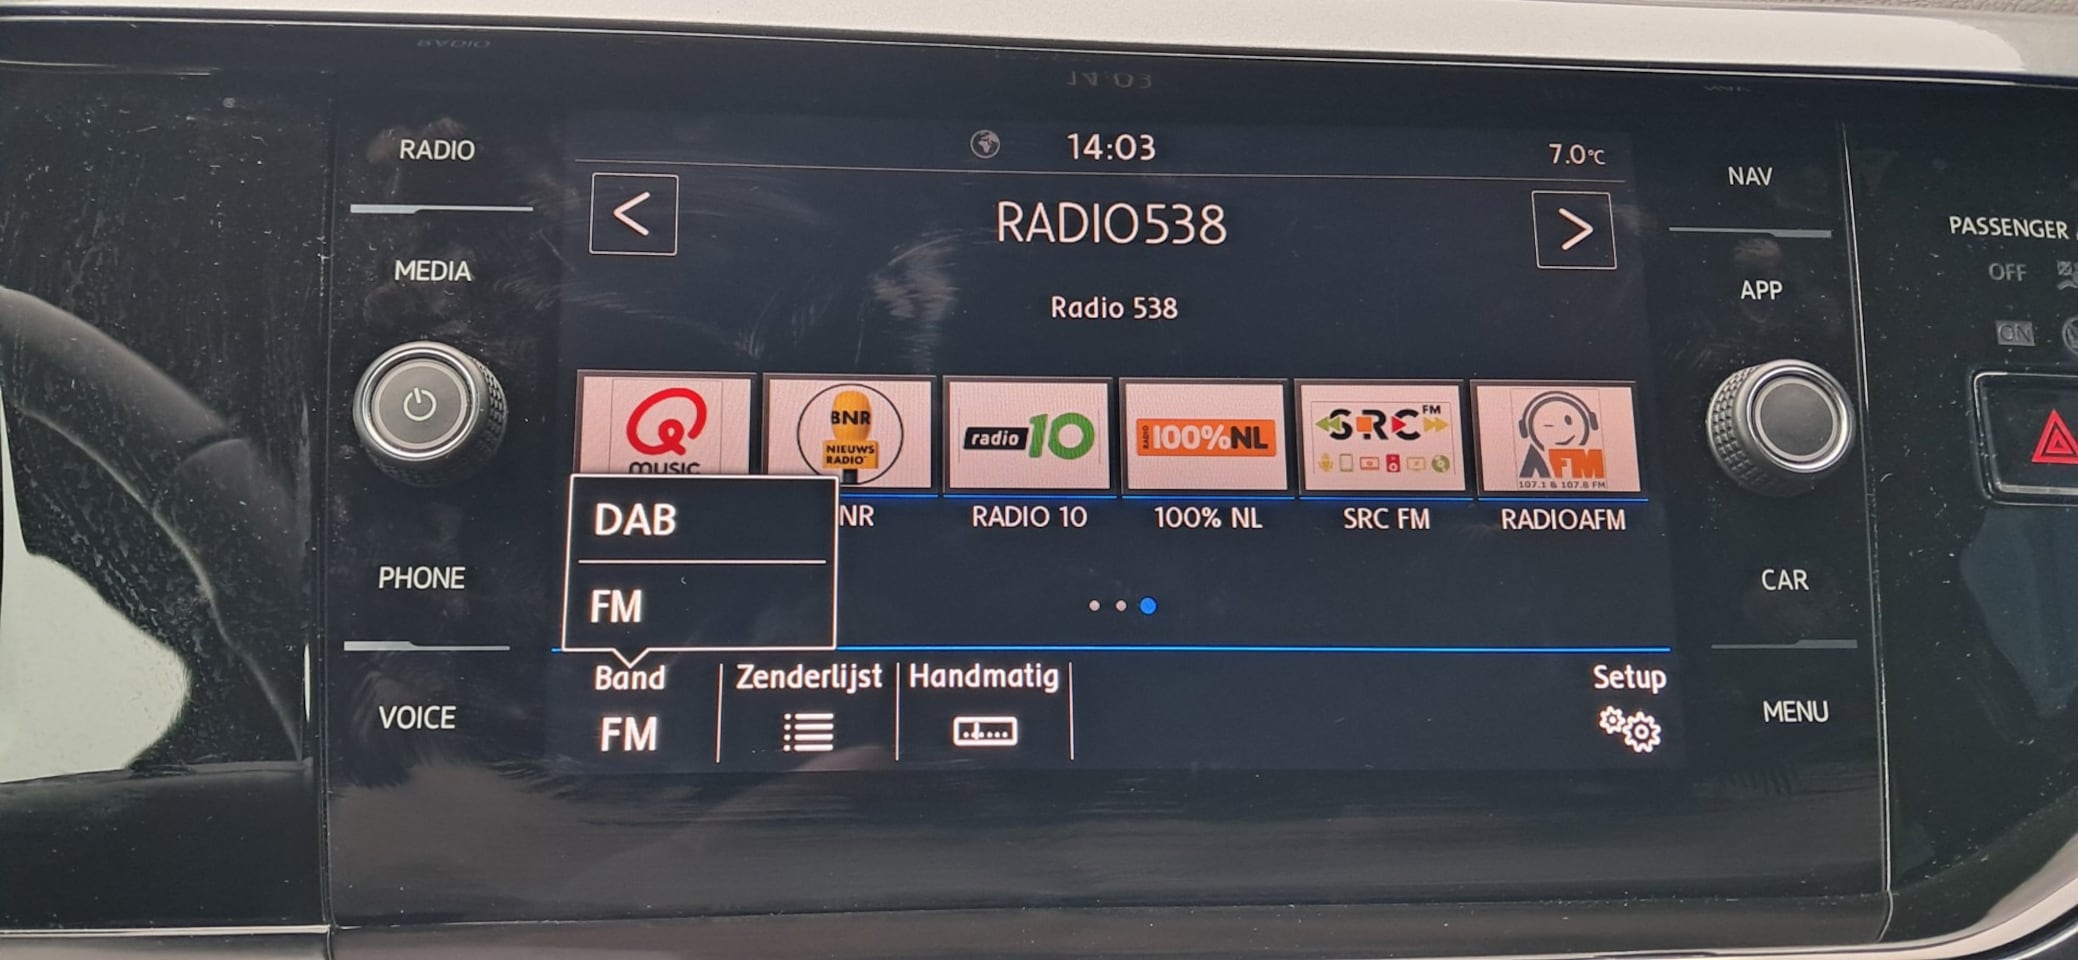 RADIO
14:03
7.0°C
NAV
<
RADIO538
>
PASSENGER
MEDIA
OFF
APP
Radio 538
ON
music
BNR
NIEUWS
RADIO
radio 10
RADIO 100%NL
SRC FM
AFM
107.1 & 107.8 FM
DAB
NR
RADIO 10
100% NL
SRC FM
RADIOAFM
PHONE
FM
CAR
Band
Zenderlijst
Handmatig
Setup
VOICE
FM
MENU